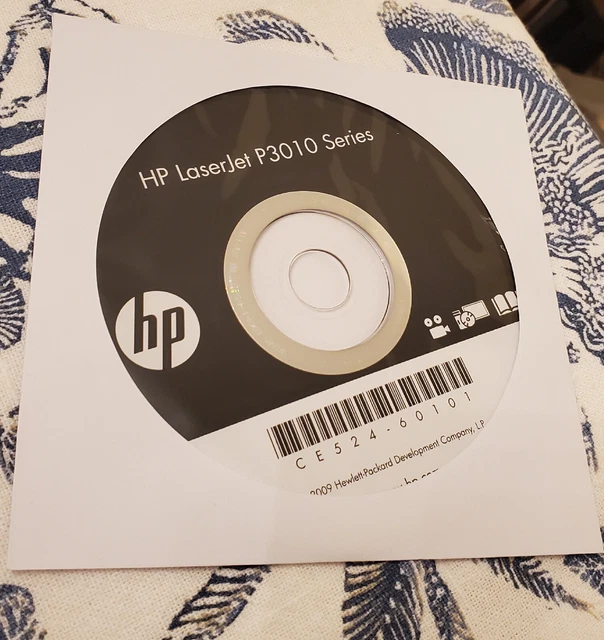 HP LaserJet P3010 Series
hp
CE524-60101
2009 Hewlett-Packard Development Company, L.P.